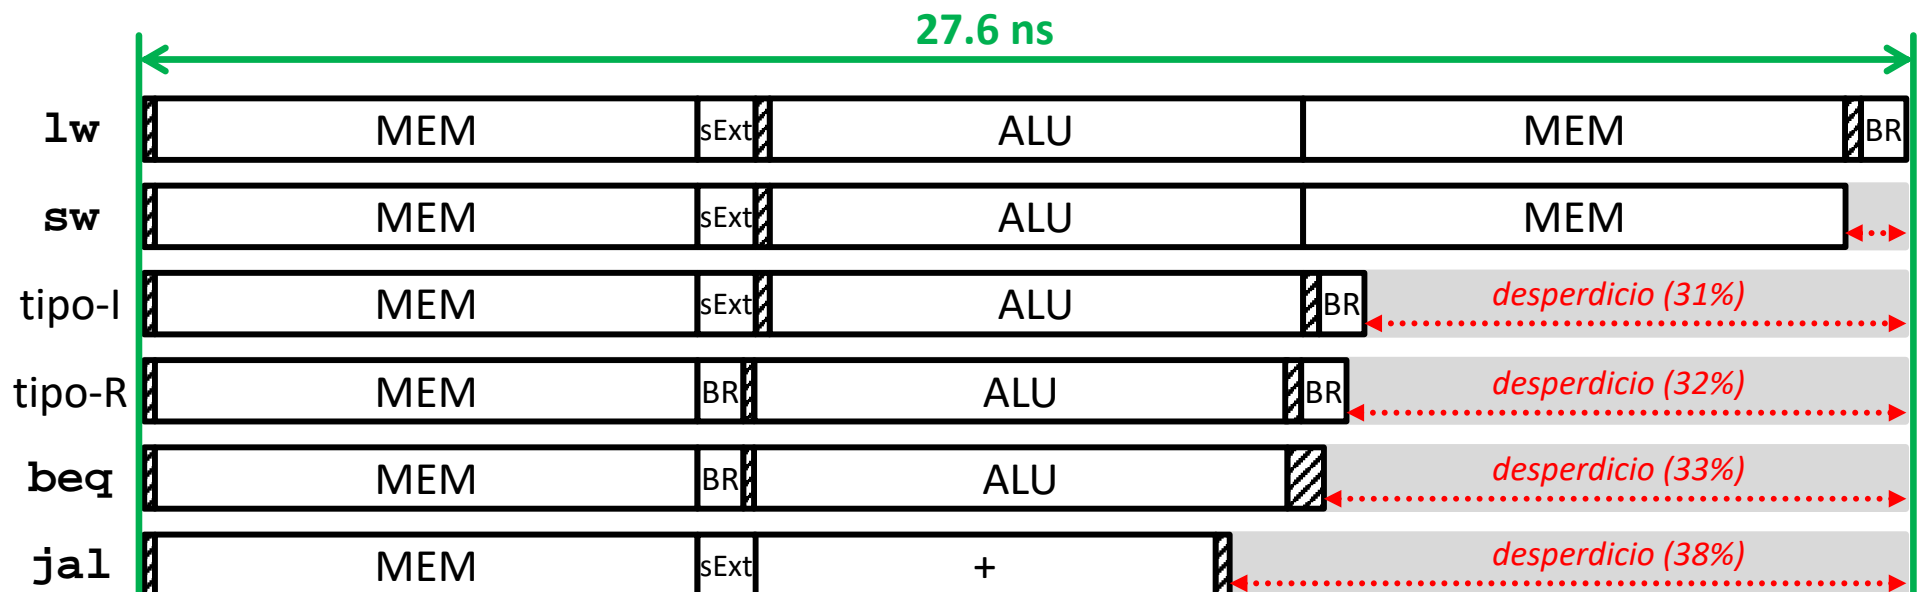 27.6 ns
lw MEM sExt ALU MEM BR
sw MEM sExt ALU MEM
tipo-I MEM sExt ALU BR desperdicio (31%)
tipo-R MEM BR ALU BR desperdicio (32%)
beq MEM BR ALU desperdicio (33%)
jal MEM sExt + desperdicio (38%)